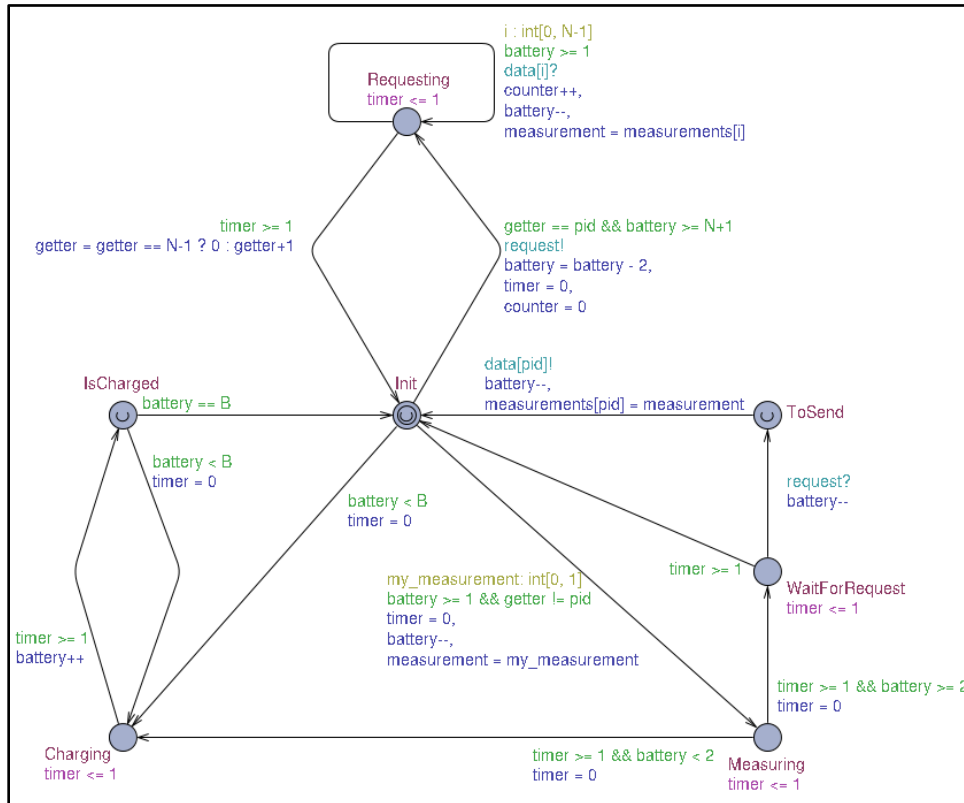 i : int[0, N-1]
battery >= 1
data[i]?
counter++,
battery--,
measurement = measurements[i]
Requesting
timer <= 1
timer >= 1
getter = getter == N-1 ? 0 : getter+1
getter == pid && battery >= N+1
request!
battery = battery - 2,
timer = 0,
counter = 0
data[pid]!
battery--,
measurements[pid] = measurement
IsCharged
Init
ToSend
battery == B
battery < B
timer = 0
battery < B
timer = 0
request?
battery--
my_measurement: int[0, 1]
battery >= 1 && getter != pid
timer = 0,
battery--,
measurement = my_measurement
timer >= 1
WaitForRequest
timer <= 1
timer >= 1
battery++
timer >= 1 && battery >= 2
timer = 0
Charging
timer <= 1
timer >= 1 && battery < 2
timer = 0
Measuring
timer <= 1